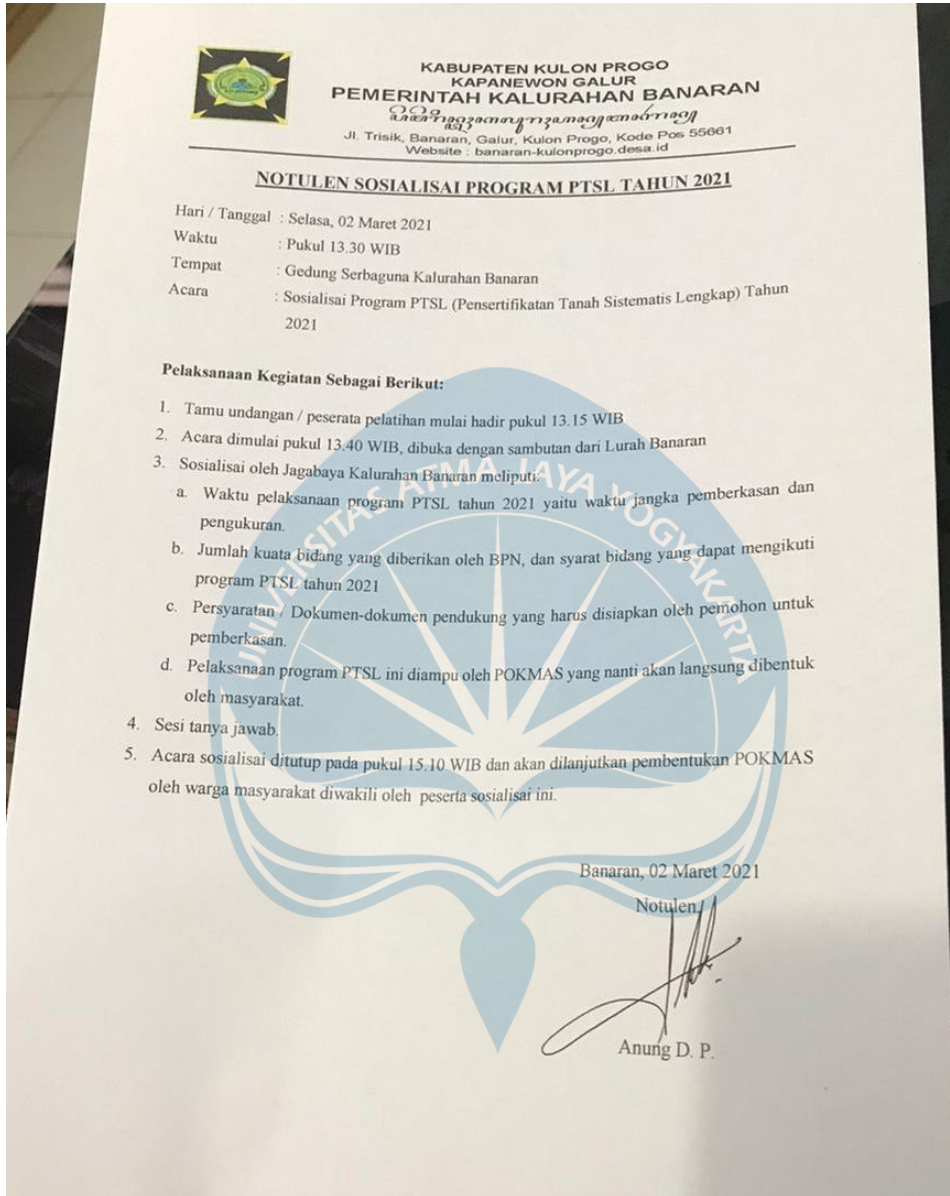 KABUPATEN KULON PROGO
KAPANEWON GALUR
PEMERINTAH KALURAHAN BANARAN
Jl. Trisik, Banaran, Galur, Kulon Progo, Kode Pos 55661
Website : banaran-kulonprogo.desa.id
NOTULEN SOSIALISAI PROGRAM PTSL TAHUN 2021
Hari / Tanggal : Selasa, 02 Maret 2021
Waktu : Pukul 13.30 WIB
Tempat : Gedung Serbaguna Kalurahan Banaran
Acara : Sosialisai Program PTSL (Pensertifikatan Tanah Sistematis Lengkap) Tahun
2021
Pelaksanaan Kegiatan Sebagai Berikut:
1. Tamu undangan / peserata pelatihan mulai hadir pukul 13.15 WIB
2. Acara dimulai pukul 13.40 WIB, dibuka dengan sambutan dari Lurah Banaran
3. Sosialisai oleh Jagabaya Kalurahan Banaran meliputi:
a. Waktu pelaksanaan program PTSL tahun 2021 yaitu waktu jangka pemberkasan dan
pengukuran.
b. Jumlah kuata bidang yang diberikan oleh BPN, dan syarat bidang yang dapat mengikuti
program PTSL tahun 2021
c. Persyaratan / Dokumen-dokumen pendukung yang harus disiapkan oleh pemohon untuk
pemberkasan.
d. Pelaksanaan program PTSL ini diampu oleh POKMAS yang nanti akan langsung dibentuk
oleh masyarakat.
4. Sesi tanya jawab.
5. Acara sosialisai ditutup pada pukul 15.10 WIB dan akan dilanjutkan pembentukan POKMAS
oleh warga masyarakat diwakili oleh peserta sosialisai ini.
Banaran, 02 Maret 2021
Notulen
Anung D. P.
UNIVERSITAS ATMA JAYA YOGYAKARTA